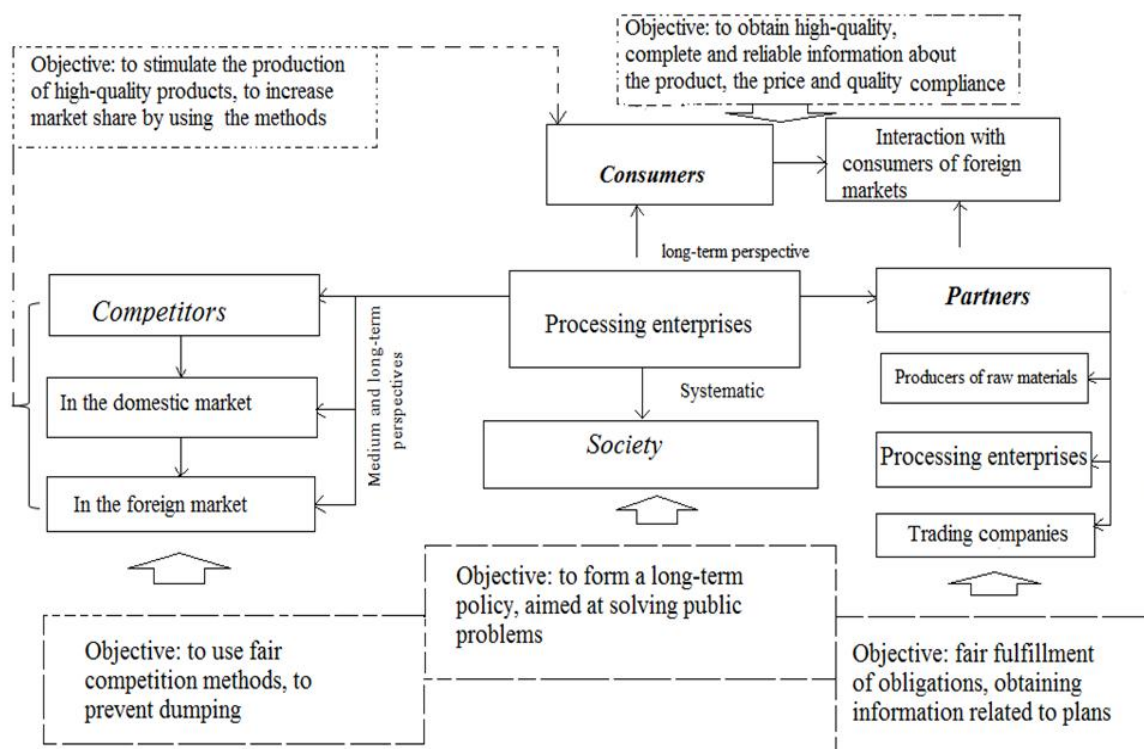 Objective: to stimulate the production
of high-quality products, to increase
market share by using the methods
Objective: to obtain high-quality,
complete and reliable information about
the product, the price and quality compliance
Consumers
Interaction with
consumers of foreign
markets
long-term perspective
Competitors
Processing enterprises
Partners
Medium and long-term
perspectives
In the domestic market
In the foreign market
Systematic
Society
Producers of raw materials
Processing enterprises
Trading companies
Objective: to use fair
competition methods, to
prevent dumping
Objective: to form a long-term
policy, aimed at solving public
problems
Objective: fair fulfillment
of obligations, obtaining
information related to plans